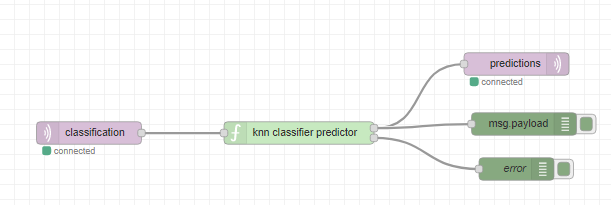 predictions
connected
classification
connected
knn classifier predictor
msg.payload
error